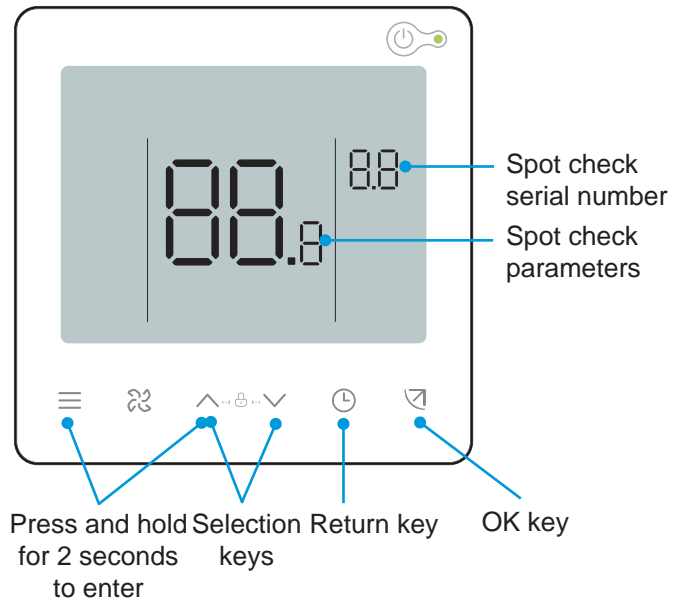 88.8
8.8
Spot check
serial number
Spot check
parameters
Press and hold
for 2 seconds
to enter
Selection
keys
Return key
OK key